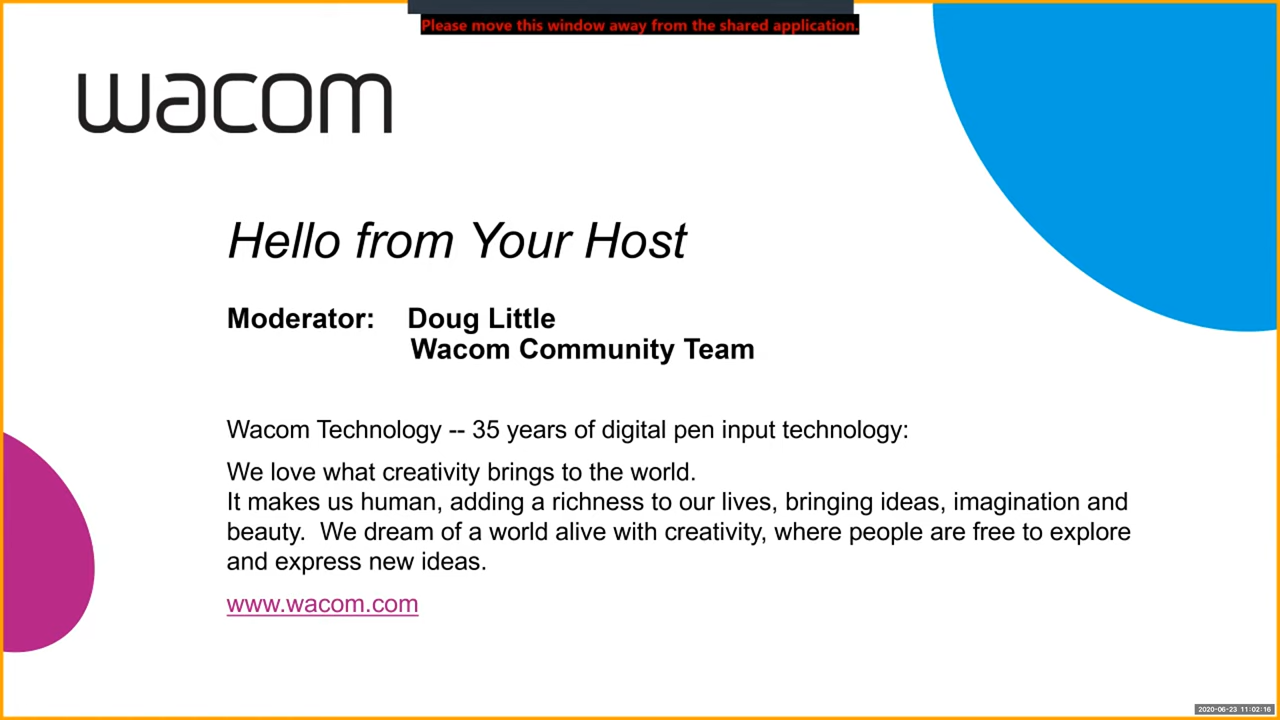 Please move this window away from the shared application.
wacom
Hello from Your Host
Moderator: Doug Little
Wacom Community Team
Wacom Technology -- 35 years of digital pen input technology:
We love what creativity brings to the world.
It makes us human, adding a richness to our lives, bringing ideas, imagination and
beauty. We dream of a world alive with creativity, where people are free to explore
and express new ideas.
www.wacom.com
2020-06-23 11:02:16